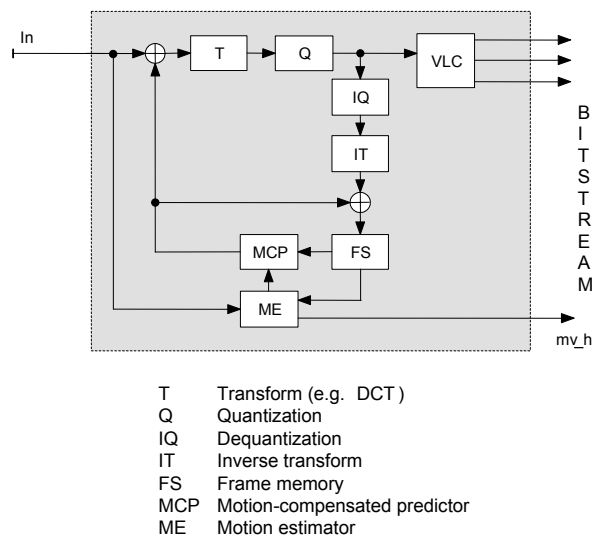 In
T
Q
VLC
IQ
IT
MCP
FS
ME
BITSTREAM
mv_h
T Transform (e.g. DCT)
Q Quantization
IQ Dequantization
IT Inverse transform
FS Frame memory
MCP Motion-compensated predictor
ME Motion estimator